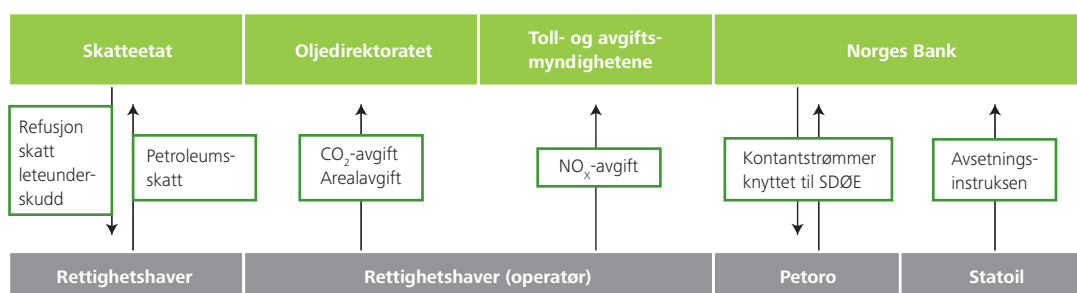 Skatteetat
Oljedirektoratet
Toll- og avgifts-
myndighetene
Norges Bank
Refusjon
skatt
leteunder-
skudd
Petroleums-
skatt
CO₂-avgift
Arealavgift
NOₓ-avgift
Kontantstrømmer
knyttet til SDØE
Avsetnings-
instruksen
Rettighetshaver
Rettighetshaver (operatør)
Petoro
Statoil